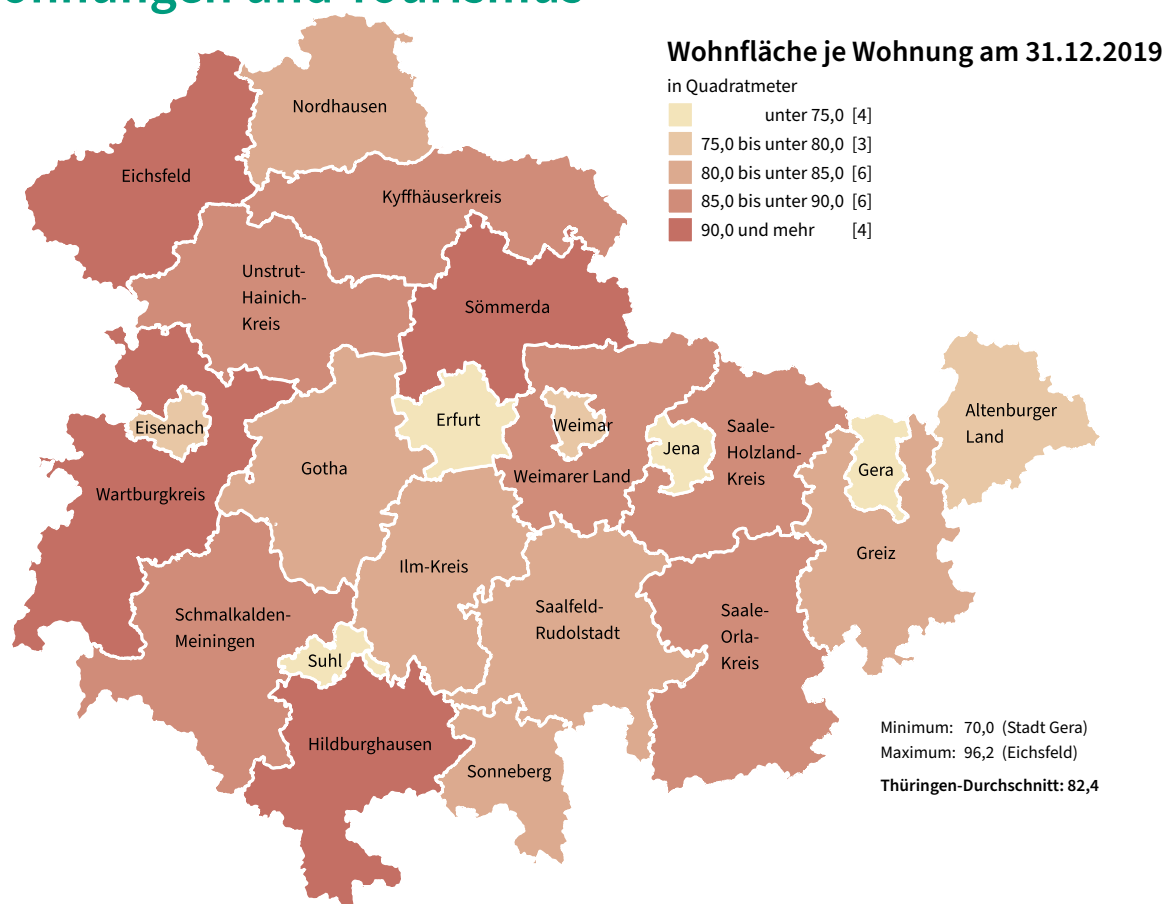 und Tourismus
Wohnfläche je Wohnung am 31.12.2019
in Quadratmeter
unter 75,0 [4]
75,0 bis unter 80,0 [3]
80,0 bis unter 85,0 [6]
85,0 bis unter 90,0 [6]
90,0 und mehr [4]
Nordhausen
Eichsfeld
Kyffhäuserkreis
Unstrut-
Hainich-
Kreis
Sömmerda
Eisenach
Erfurt
Weimar
Jena
Saale-
Holzland-
Kreis
Gera
Altenburger
Land
Gotha
Weimarer Land
Wartburgkreis
Greiz
Ilm-Kreis
Schmalkalden-
Meiningen
Saalfeld-
Rudolstadt
Saale-
Orla-
Kreis
Suhl
Hildburghausen
Sonneberg
Minimum: 70,0 (Stadt Gera)
Maximum: 96,2 (Eichsfeld)
Thüringen-Durchschnitt: 82,4